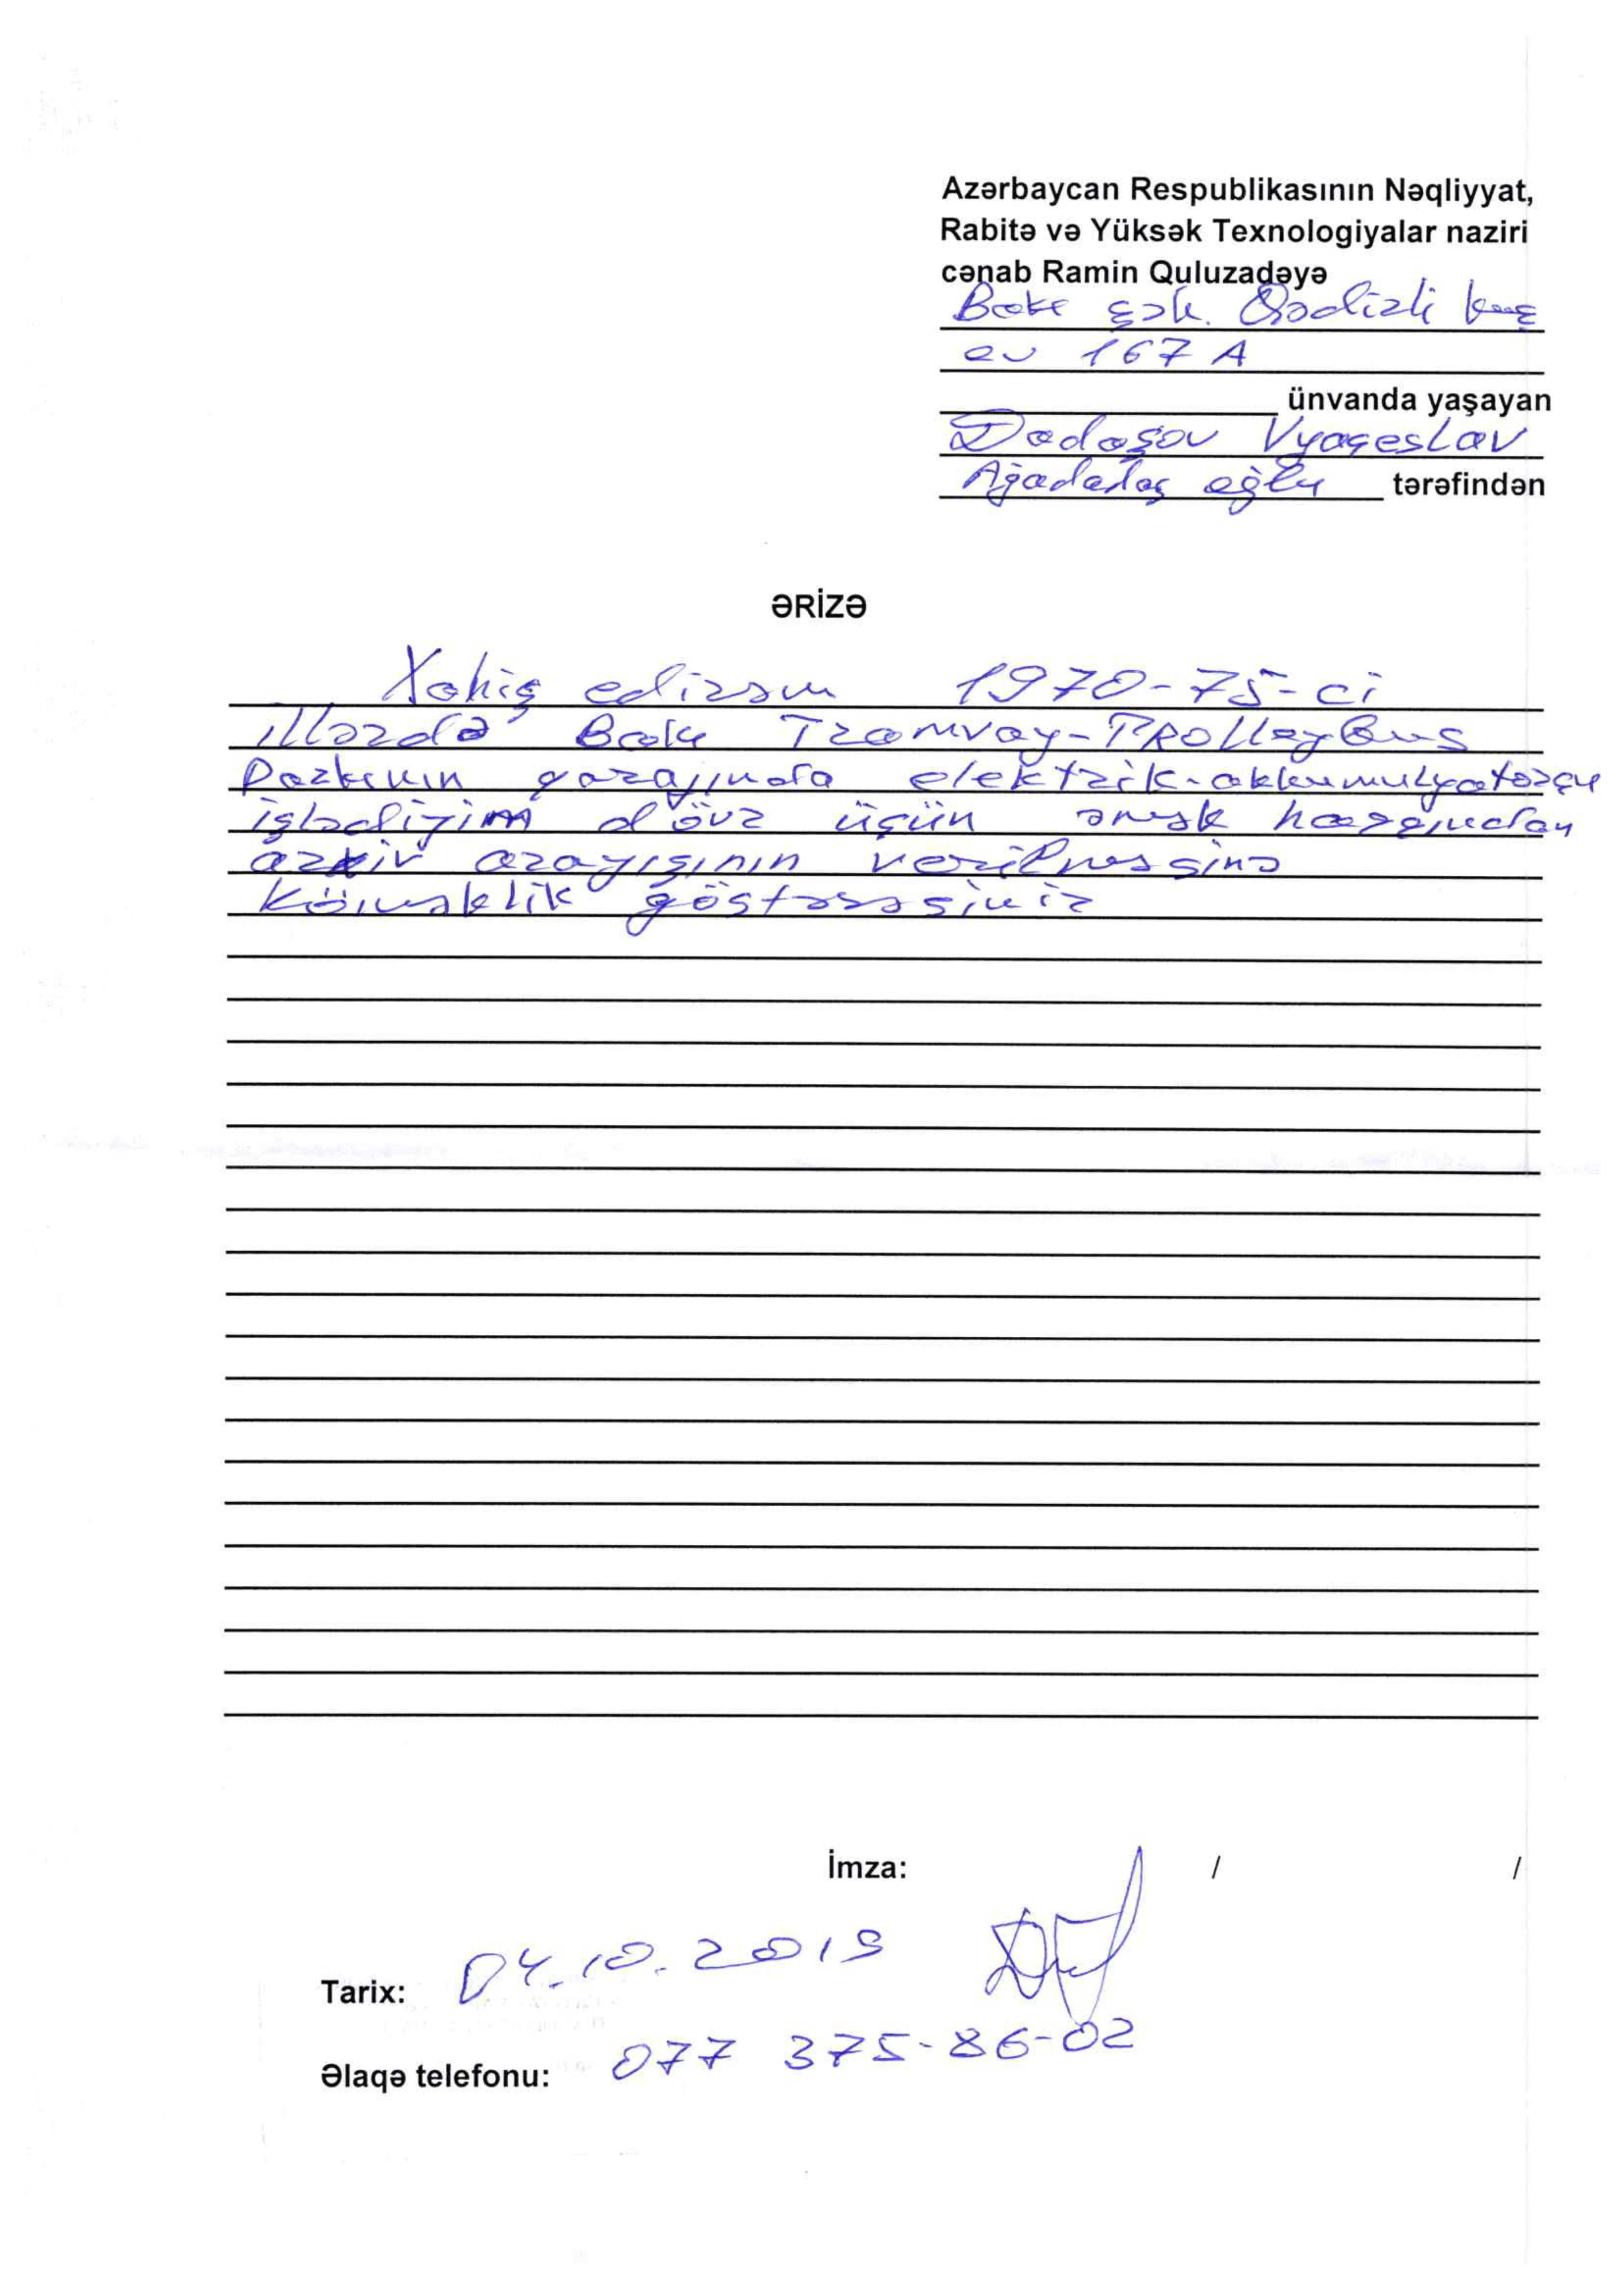 Azərbaycan Respublikasının Nəqliyyat,
Rabitə və Yüksək Texnologiyalar naziri
cənab Ramin Quluzadəyə
Bakı şəh. Qədizli küç
ev 167 A
ünvanda yaşayan
Dadaşov Vyaçeslav
Ağadadaş oğlu tərəfindən
ƏRİZƏ
Xahiş edirəm 1970-75-ci
illərdə Bakı Tramvay-Trolleybus
Parkının qarajında elektrik-akkumulyatorçu
işlədiyim dövr üçün əmək haqqından
arxiv arayışının verilməsinə
köməklik göstərəsiniz
İmza: / /
Tarix: 04.10.2019
Əlaqə telefonu: 077 375-86-02